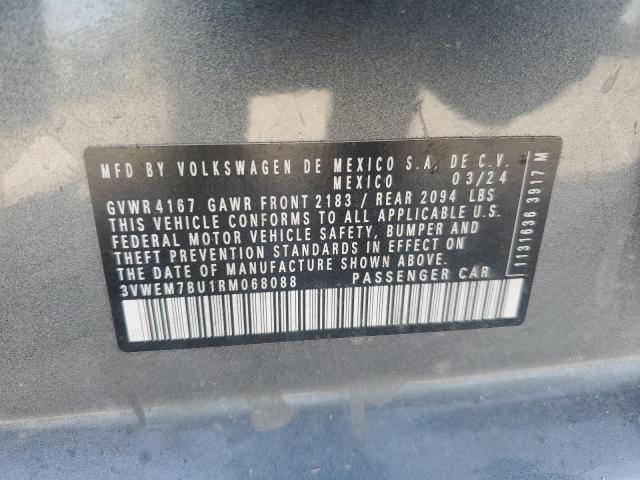 MFD BY VOLKSWAGEN DE MEXICO S.A. DE C.V.
MEXICO 03/24
GVWR 4167 GAWR FRONT 2183 / REAR 2094 LBS
THIS VEHICLE CONFORMS TO ALL APPLICABLE U.S.
FEDERAL MOTOR VEHICLE SAFETY, BUMPER AND
THEFT PREVENTION STANDARDS IN EFFECT ON
THE DATE OF MANUFACTURE SHOWN ABOVE.
3VWEM7BU1RM068088 PASSENGER CAR
1131636 3917 M